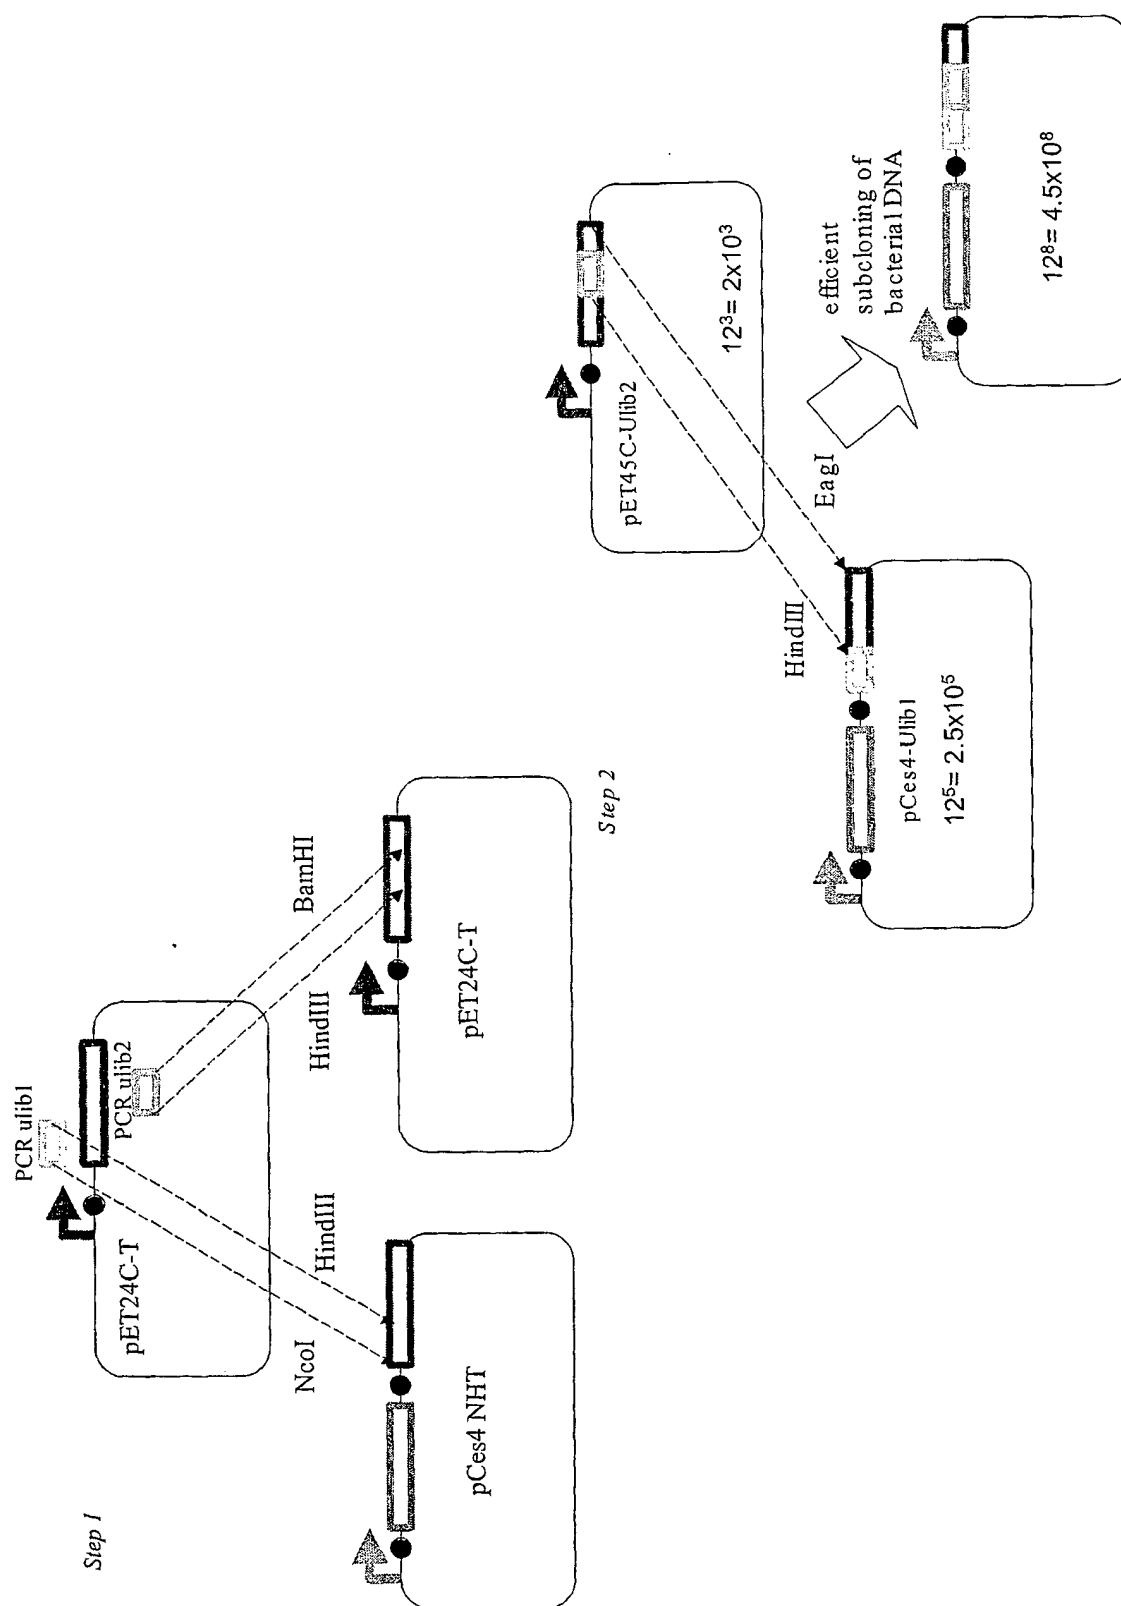 Step 1
pET24C-T
PCR ulib1
PCR ulib2
NcoI
HindIII
HindIII
BamHI
pCes4 NHT
pET24C-T
Step 2
pET45C-Ulib2
12³= 2x10³
HindIII
EagI
pCes4-Ulib1
12⁵= 2.5x10⁵
efficient
subcloning of
bacterial DNA
12⁸= 4.5x10⁸